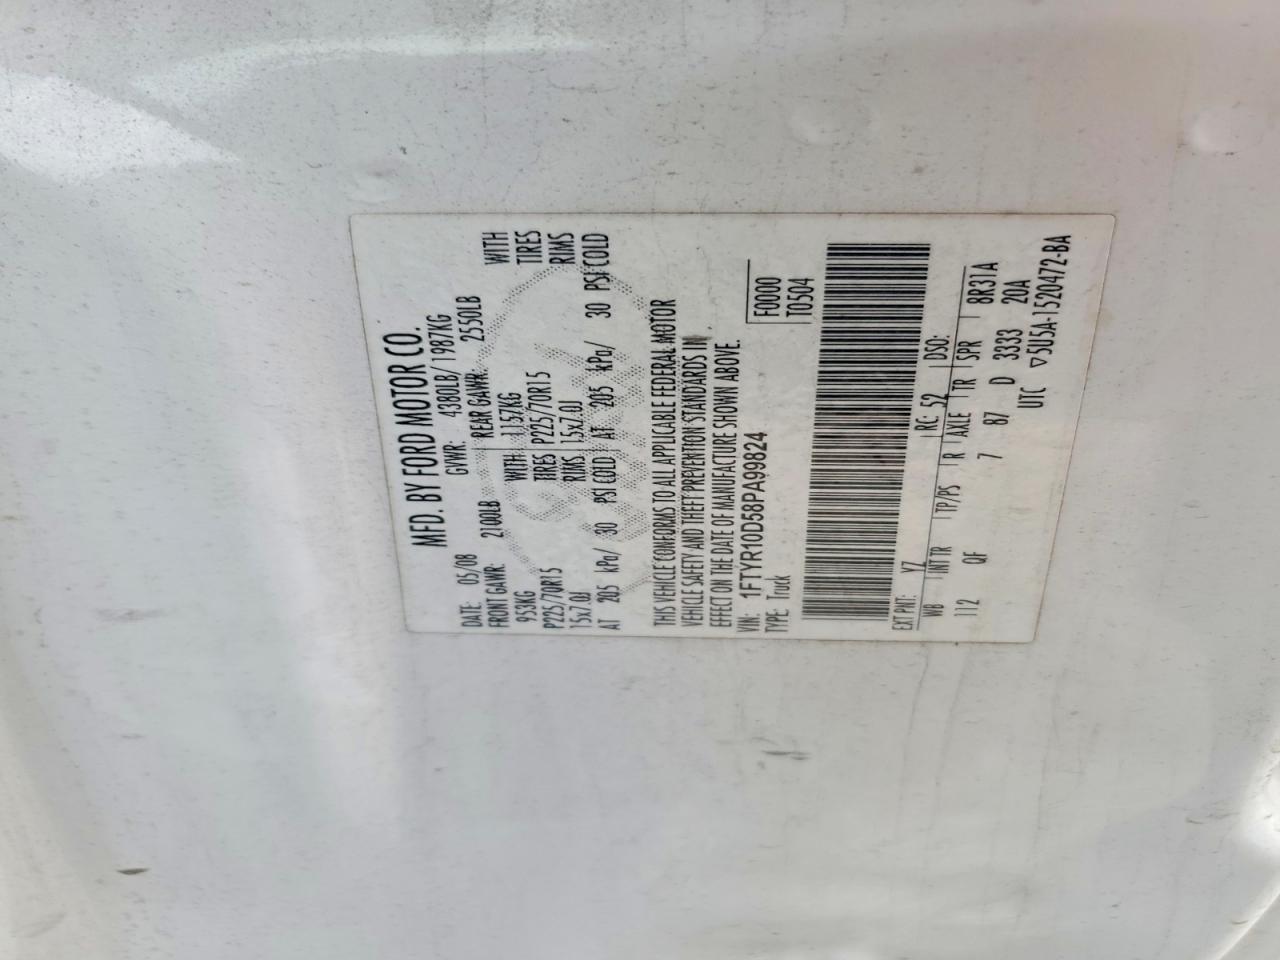 MFD. BY FORD MOTOR CO.
DATE: 05/08 GVWR: 4380LB/1987KG
FRONT GAWR: 2100LB REAR GAWR: 2550LB
953KG WITH 1157KG WITH
P225/70R15 TIRES P225/70R15 TIRES
15x7.0J RIMS 15x7.0J RIMS
AT 205 kPa/ 30 PSI COLD AT 205 kPa/ 30 PSI COLD
THIS VEHICLE CONFORMS TO ALL APPLICABLE FEDERAL MOTOR
VEHICLE SAFETY AND THEFT PREVENTION STANDARDS IN
EFFECT ON THE DATE OF MANUFACTURE SHOWN ABOVE.
VIN: 1FTYR10D58PA99824 F0000
TYPE: Truck T0504
EXT PNT: YZ RC: 52 DSO:
WB INT TR TP/PS R AXLE TR SPR 8R31A
112 QF 7 87 D 3333 20A
UTC ▽5U5A-1520472-BA